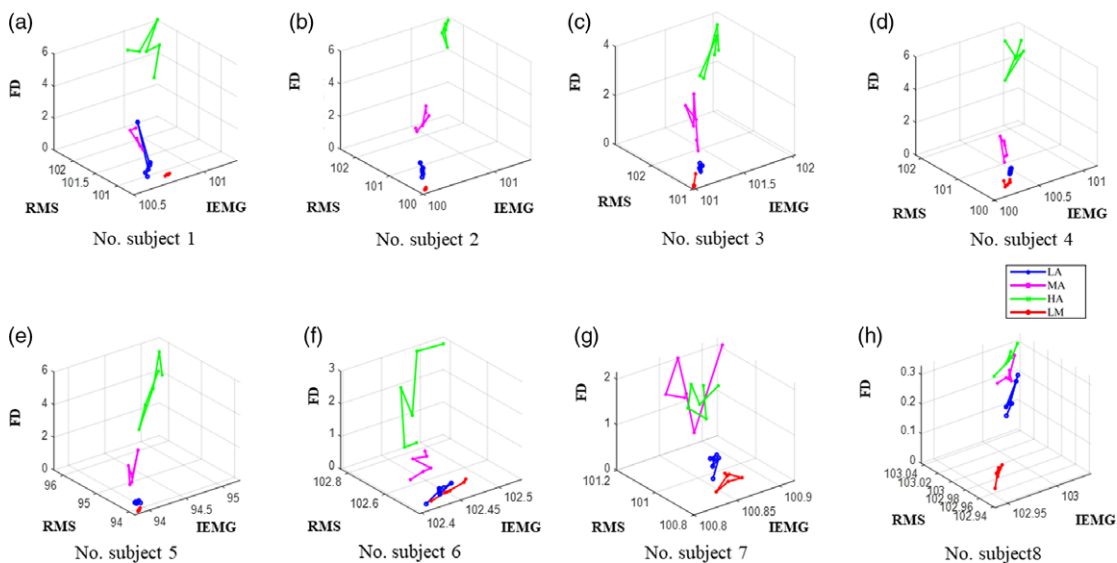 (a)
FD
6
4
2
0
102
101.5
101
100.5
101
RMS
IEMG
No. subject 1
(b)
FD
6
4
2
0
102
101
100
100
101
RMS
IEMG
No. subject 2
(c)
FD
4
2
0
102
101
101
101.5
102
RMS
IEMG
No. subject 3
(d)
FD
6
4
2
0
102
101
100
100
100.5
101
RMS
IEMG
No. subject 4
LA
MA
HA
LM
(e)
FD
6
4
2
0
96
95
94
94
94.5
95
RMS
IEMG
No. subject 5
(f)
FD
3
2
1
0
102.8
102.6
102.4
102.45
102.5
RMS
IEMG
No. subject 6
(g)
FD
2
1
0
101.2
101
100.8
100.8
100.85
100.9
RMS
IEMG
No. subject 7
(h)
FD
0.3
0.2
0.1
0
103.04
103.02
103
102.98
102.96
102.94
102.95
103
RMS
IEMG
No. subject8